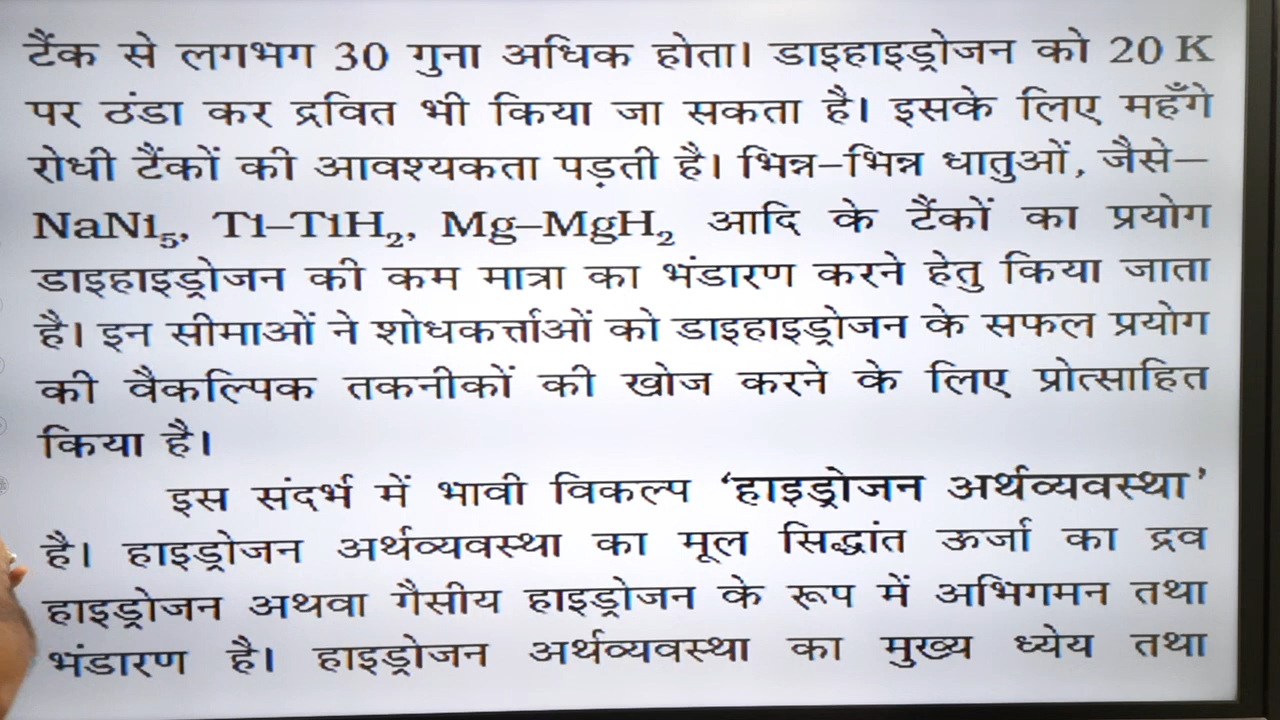 टैंक से लगभग 30 गुना अधिक होता। डाइहाइड्रोजन को 20 K
पर ठंडा कर द्रवित भी किया जा सकता है। इसके लिए महँगे
रोधी टैंकों की आवश्यकता पड़ती है। भिन्न–भिन्न धातुओं, जैसे–
NaNi₅, Ti–TiH₂, Mg–MgH₂ आदि के टैंकों का प्रयोग
डाइहाइड्रोजन की कम मात्रा का भंडारण करने हेतु किया जाता
है। इन सीमाओं ने शोधकर्त्ताओं को डाइहाइड्रोजन के सफल प्रयोग
की वैकल्पिक तकनीकों की खोज करने के लिए प्रोत्साहित
किया है।
इस संदर्भ में भावी विकल्प ‘हाइड्रोजन अर्थव्यवस्था’
है। हाइड्रोजन अर्थव्यवस्था का मूल सिद्धांत ऊर्जा का द्रव
हाइड्रोजन अथवा गैसीय हाइड्रोजन के रूप में अभिगमन तथा
भंडारण है। हाइड्रोजन अर्थव्यवस्था का मुख्य ध्येय तथा